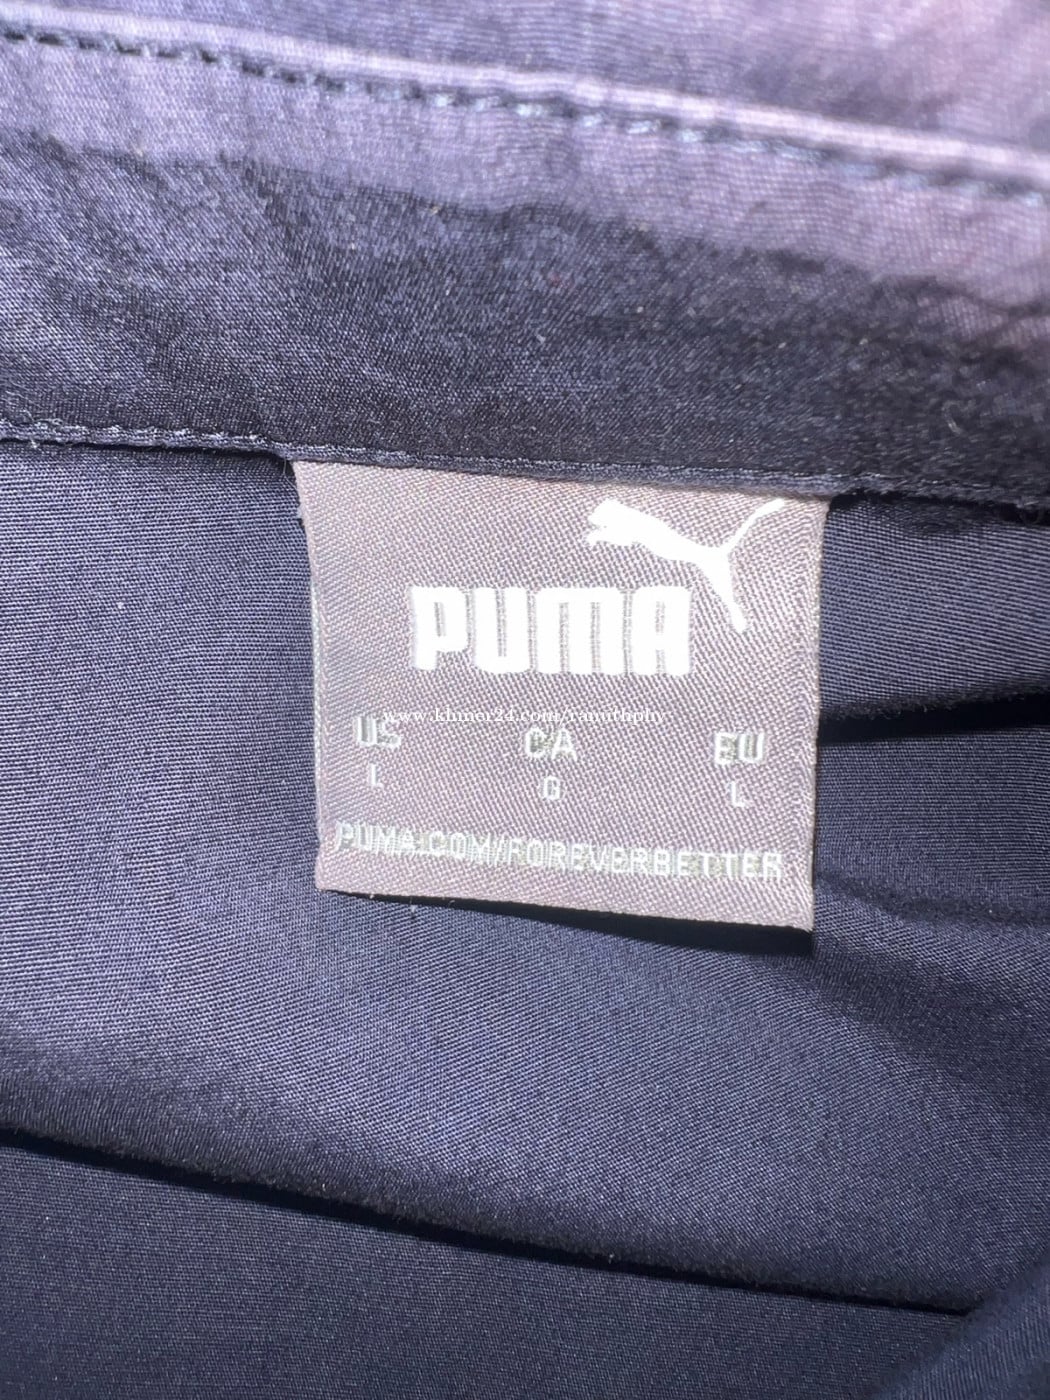 PUMA
www.khmer24.com/ramuthphy
US CA EU
L G L
PUMA.COM/FOREVERBETTER